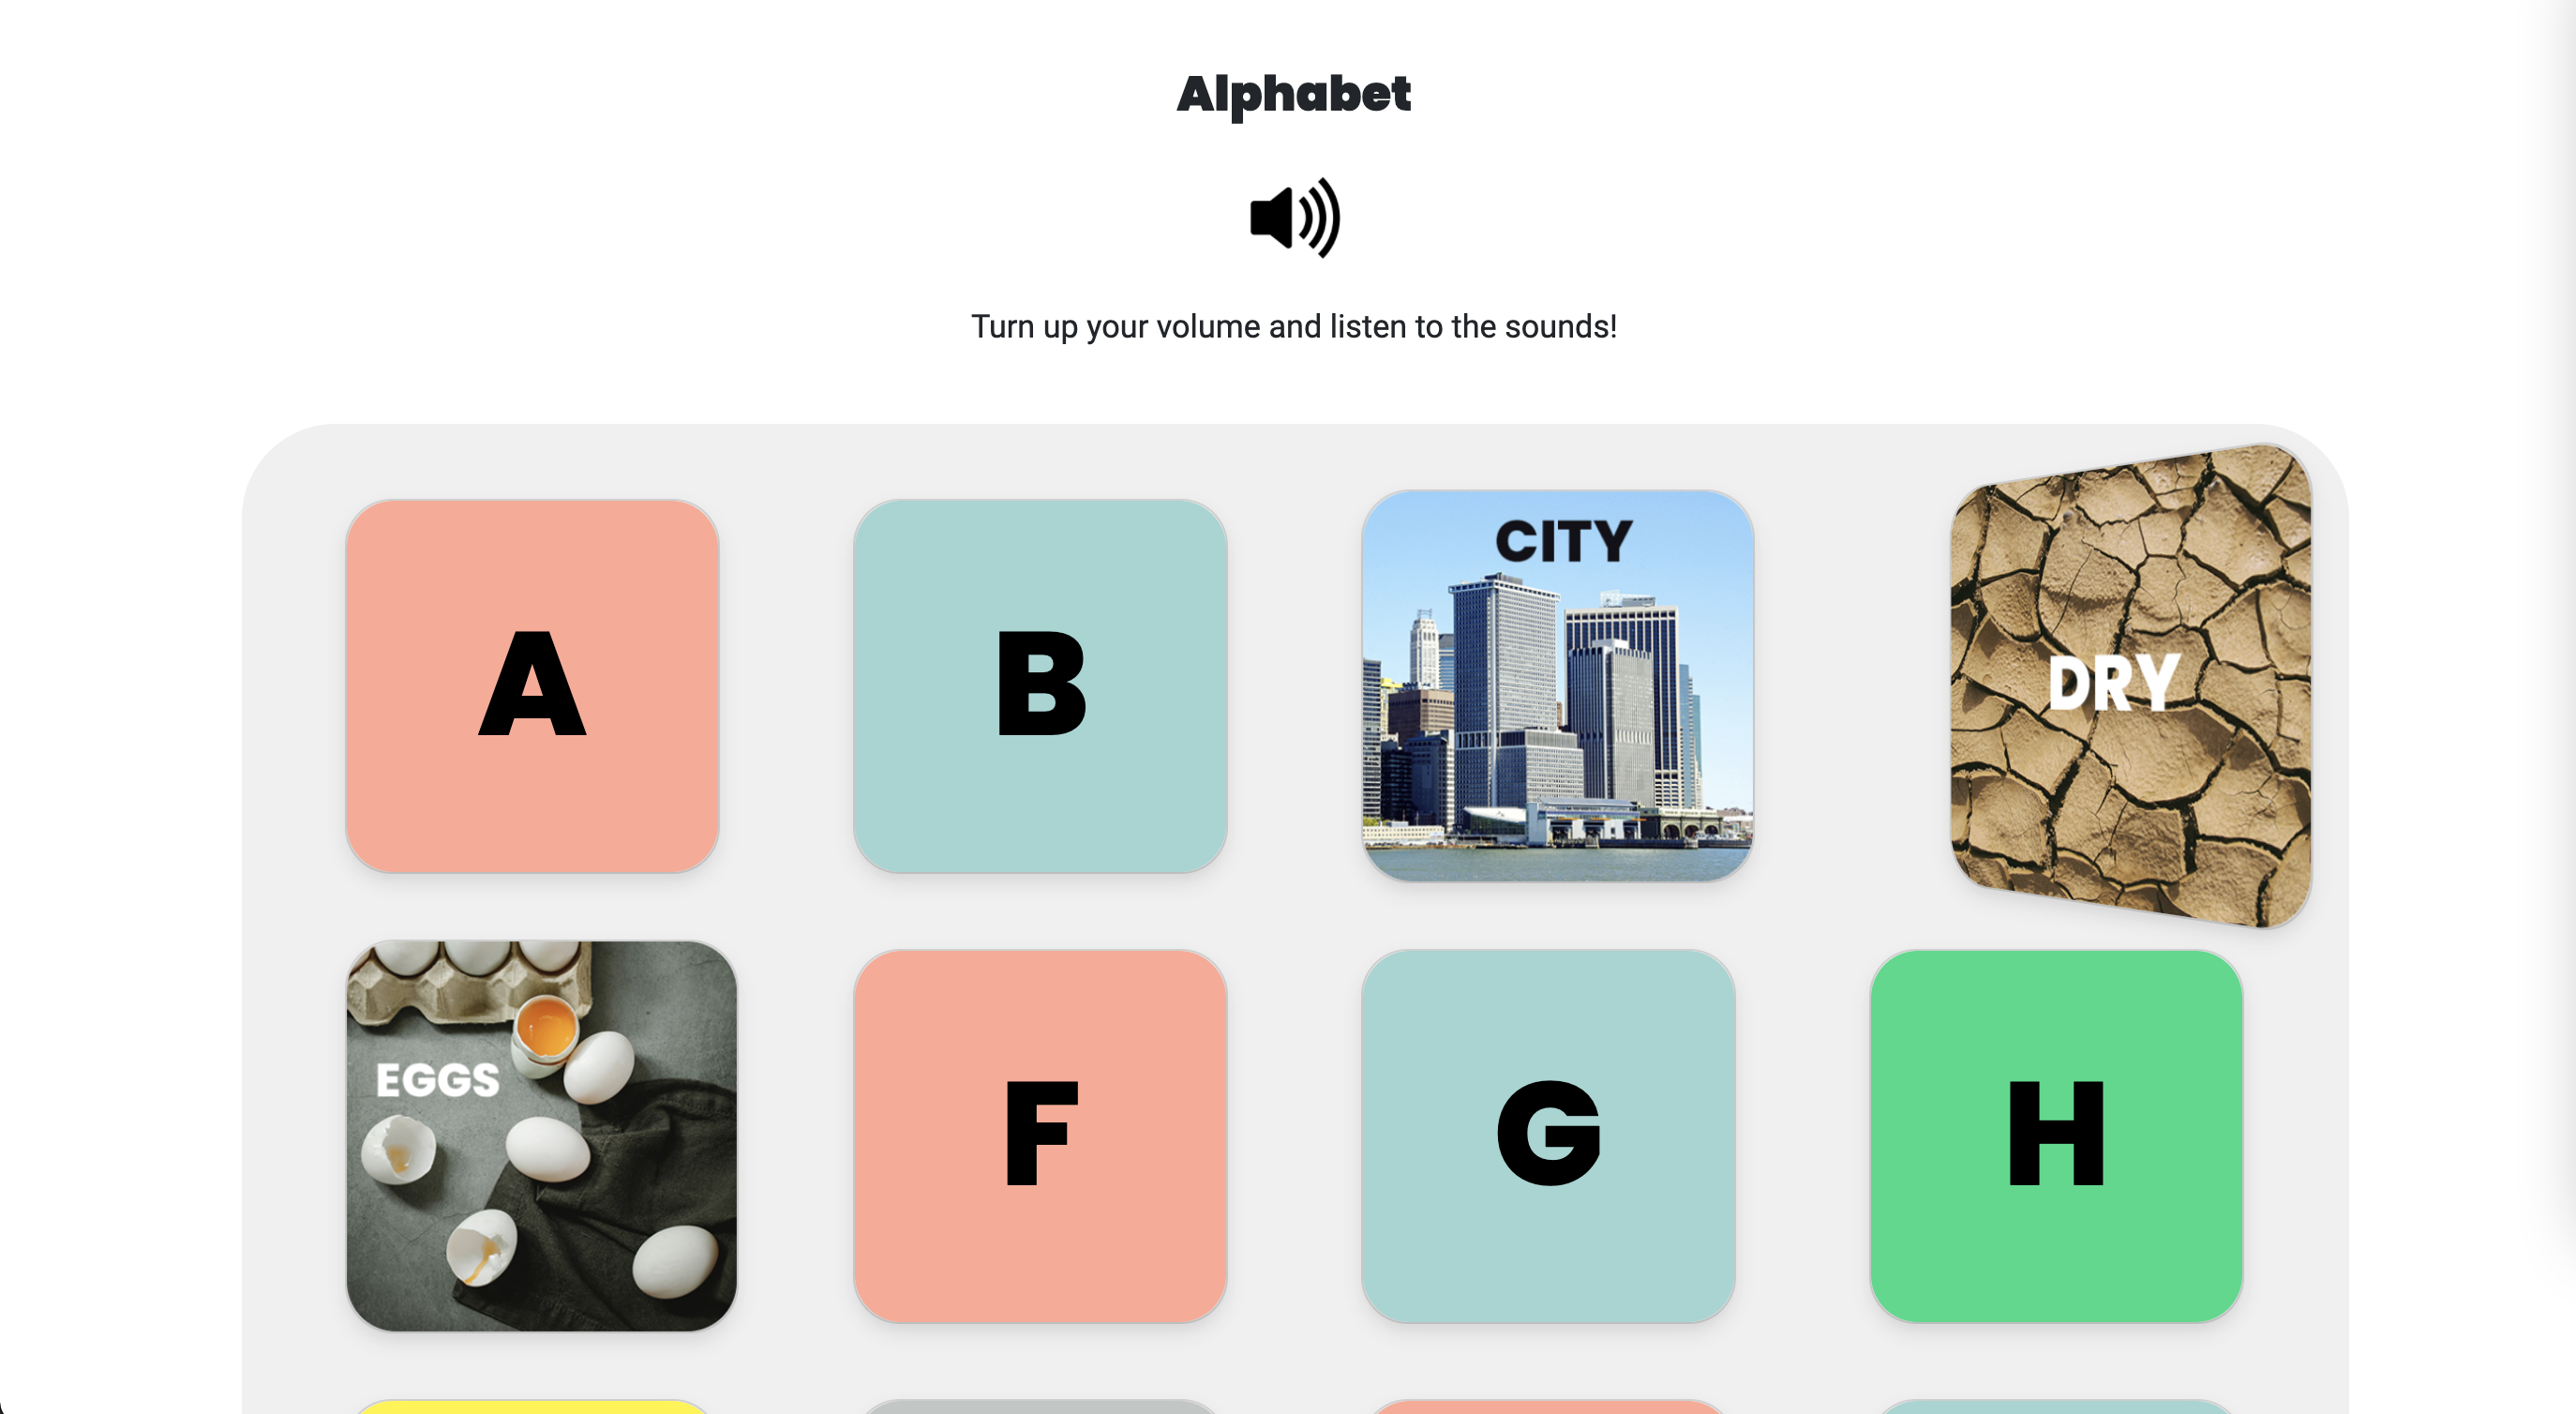 Alphabet
Turn up your volume and listen to the sounds!
A
B
CITY
DRY
EGGS
F
G
H